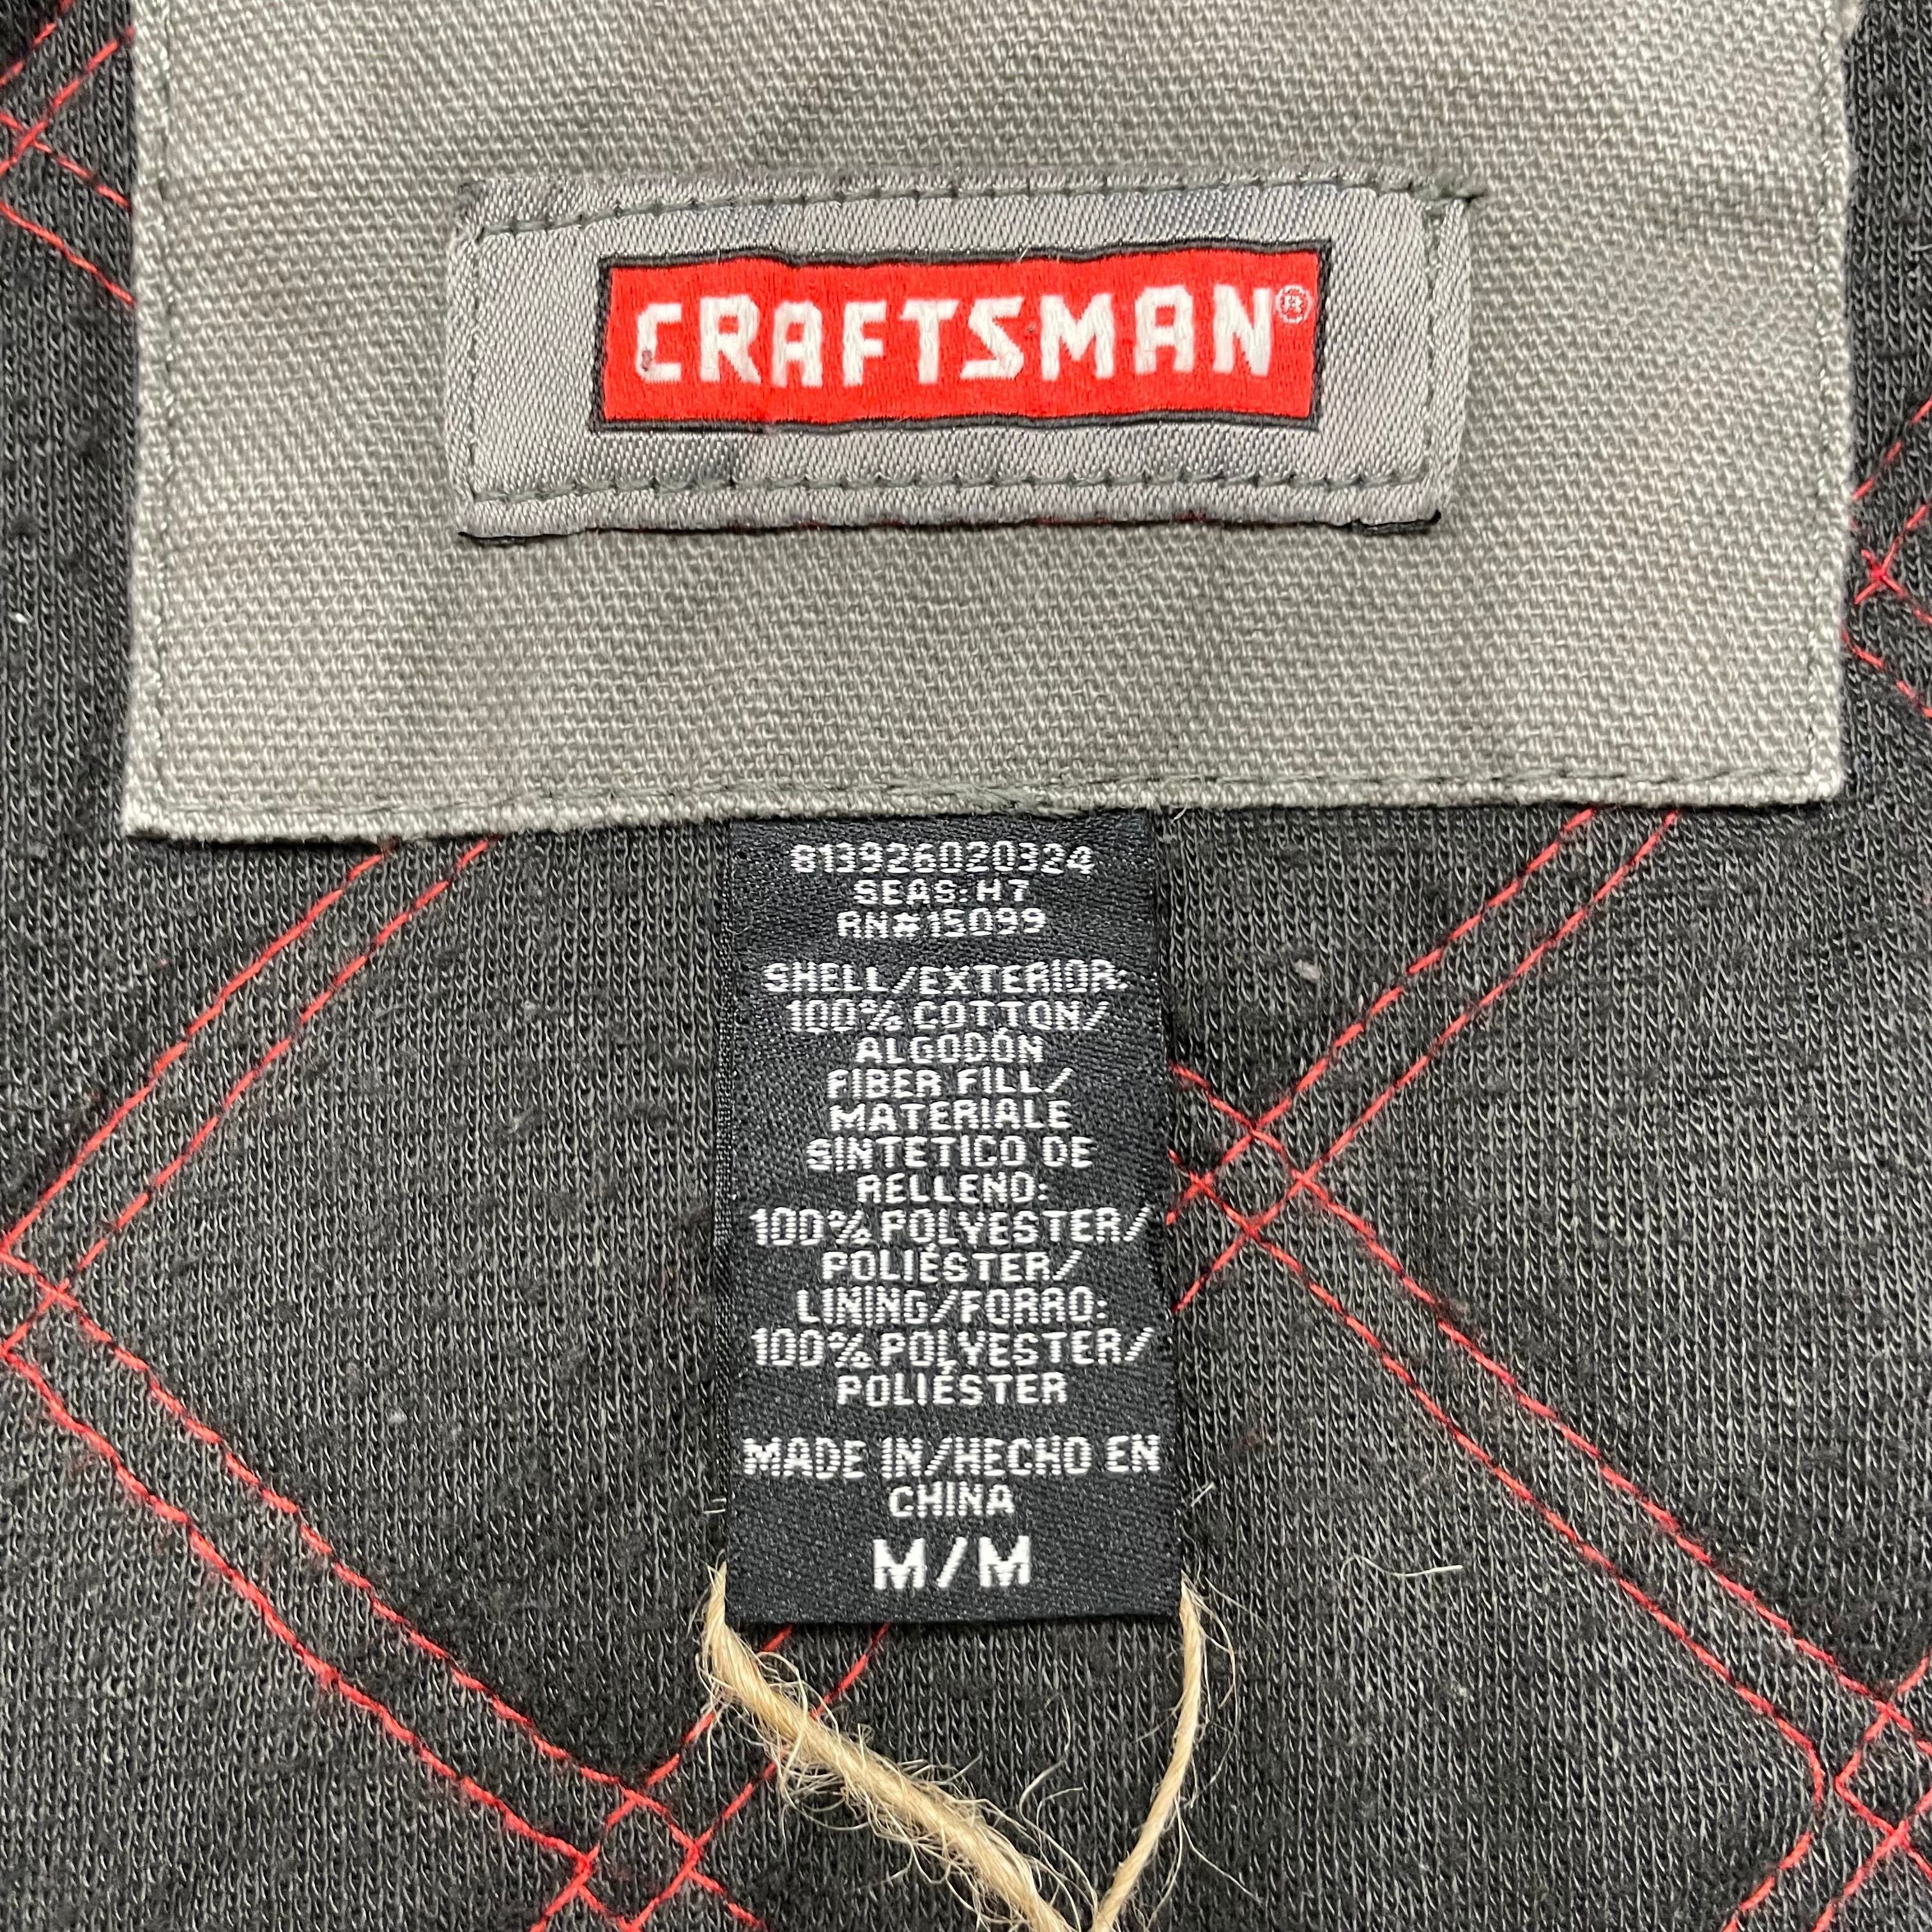 CRAFTSMAN®
813926020324
SEAS: H7
RN#15099
SHELL/EXTERIOR:
100% COTTON/
ALGODÓN
FIBER FILL/
MATERIALE
SINTETICO DE
RELLENO:
100% POLYESTER/
POLIÉSTER/
LINING/FORRO:
100% POLYESTER/
POLIÉSTER
MADE IN/HECHO EN
CHINA
M/M